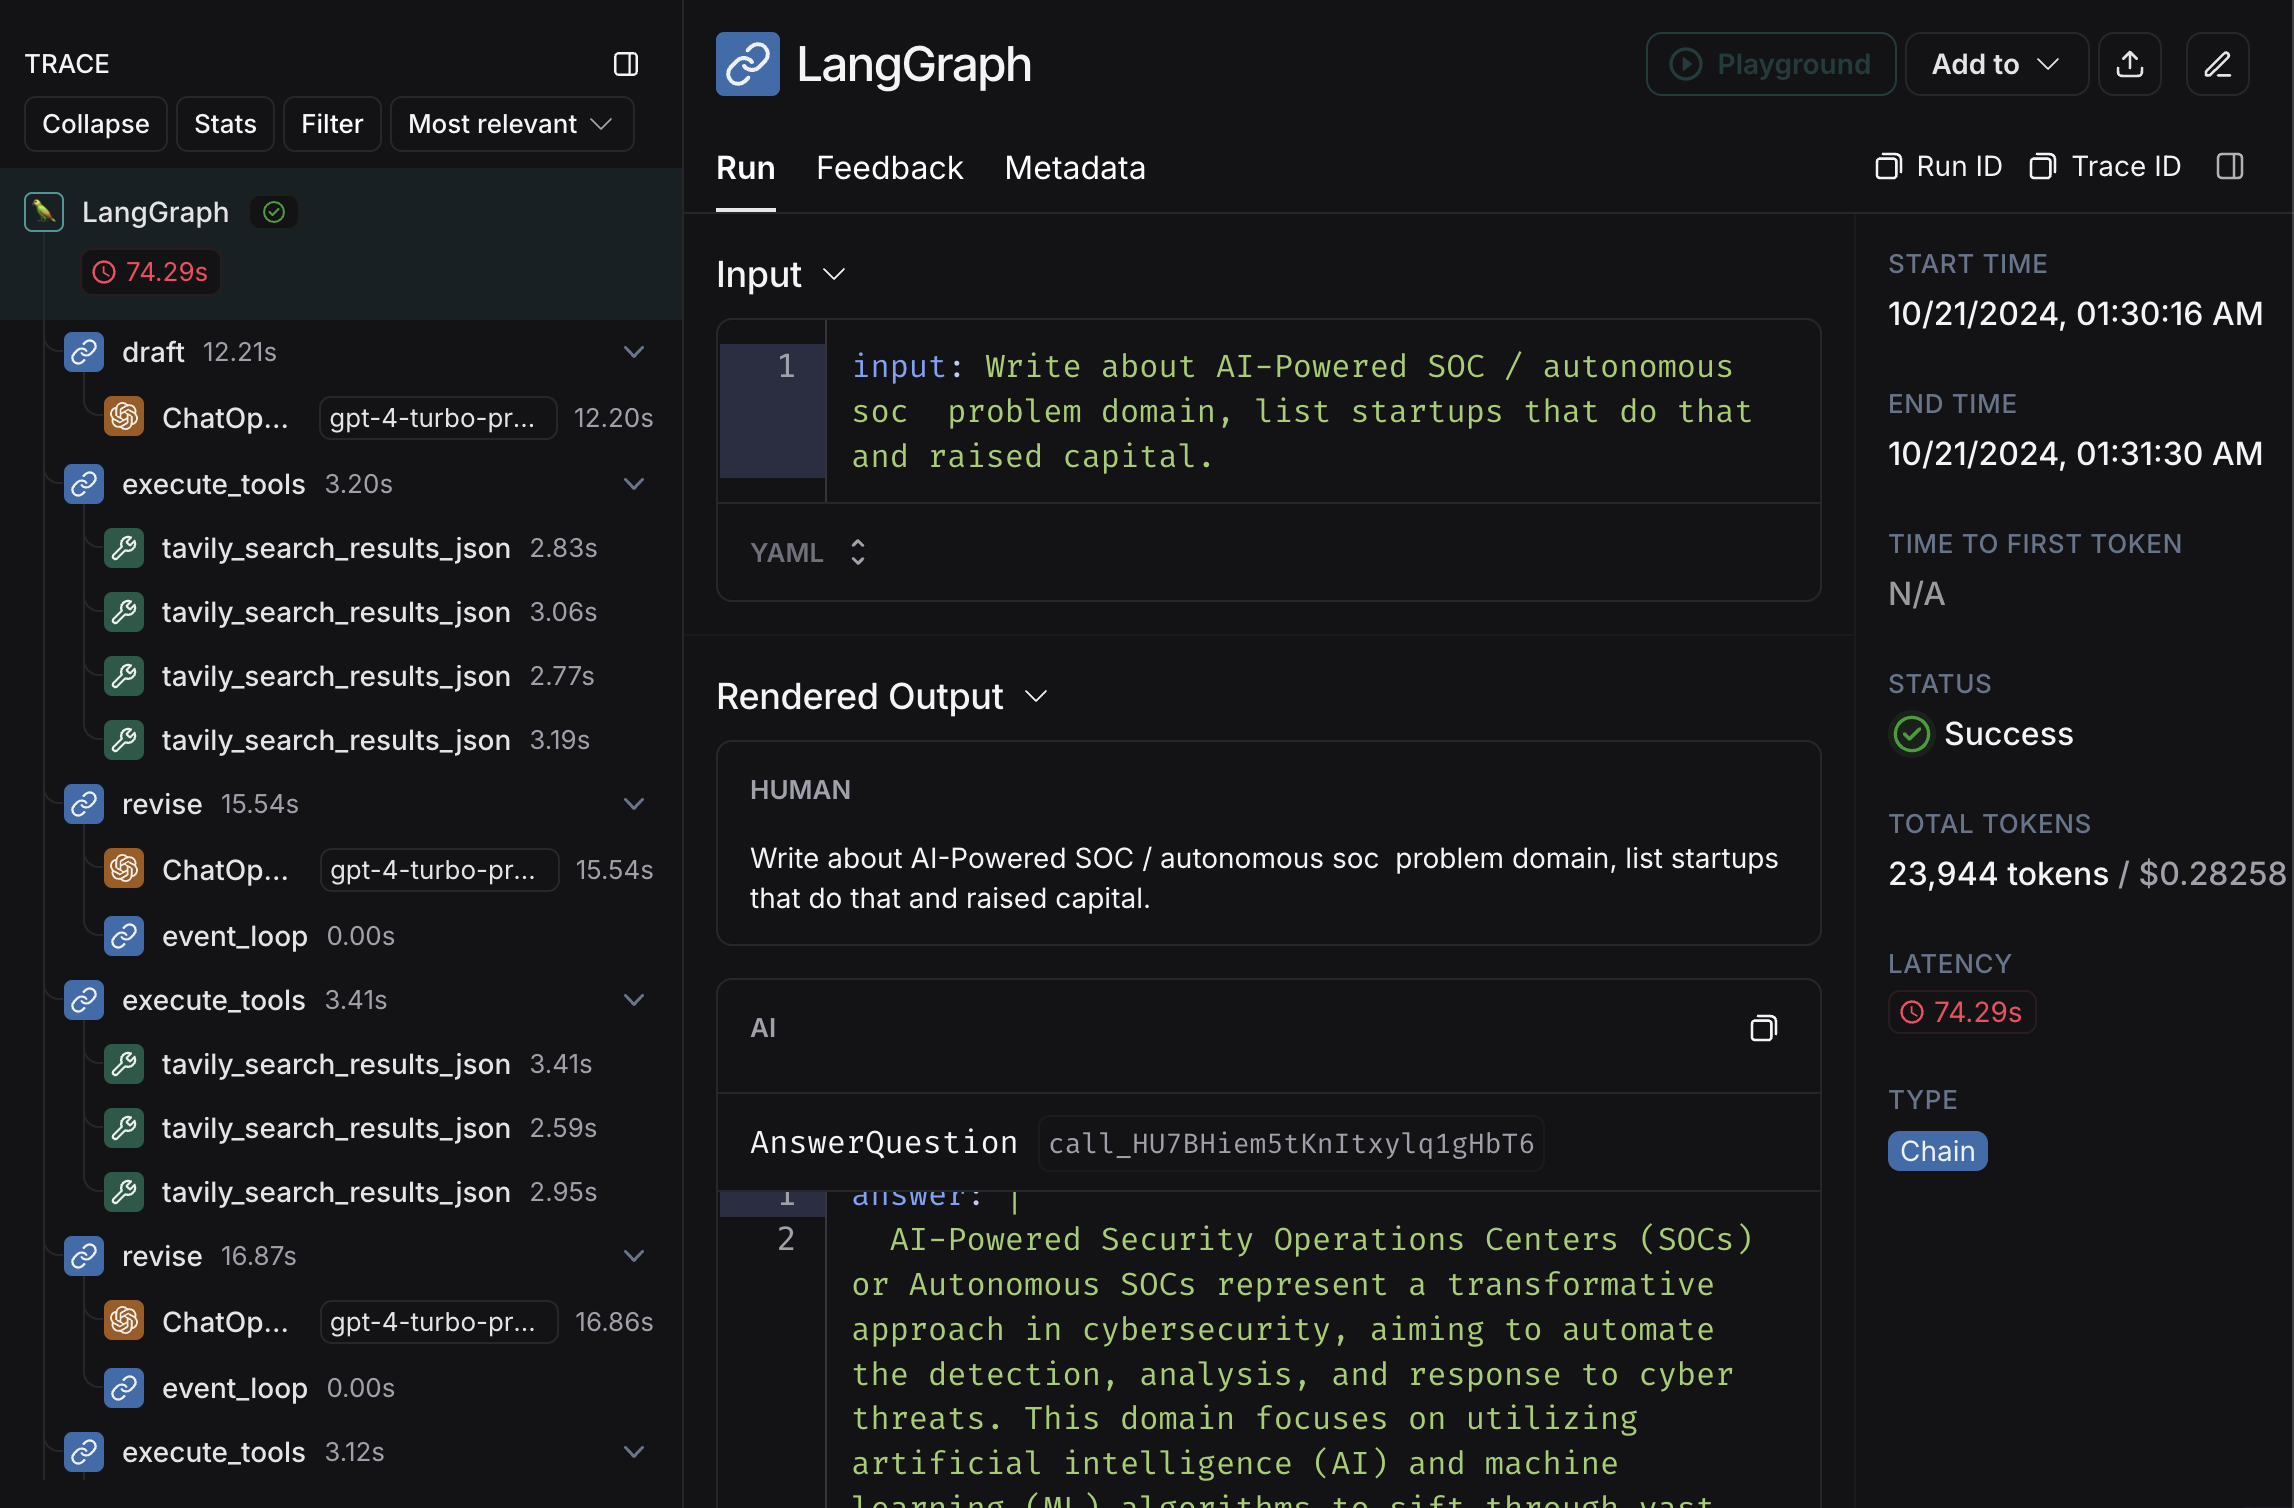 TRACE
Collapse
Stats
Filter
Most relevant
LangGraph
74.29s
draft 12.21s
ChatOp... gpt-4-turbo-pr... 12.20s
execute_tools 3.20s
tavily_search_results_json 2.83s
tavily_search_results_json 3.06s
tavily_search_results_json 2.77s
tavily_search_results_json 3.19s
revise 15.54s
ChatOp... gpt-4-turbo-pr... 15.54s
event_loop 0.00s
execute_tools 3.41s
tavily_search_results_json 3.41s
tavily_search_results_json 2.59s
tavily_search_results_json 2.95s
revise 16.87s
ChatOp... gpt-4-turbo-pr... 16.86s
event_loop 0.00s
execute_tools 3.12s
LangGraph
Playground
Add to
Run
Feedback
Metadata
Run ID
Trace ID
Input
1 input: Write about AI-Powered SOC / autonomous
soc  problem domain, list startups that do that
and raised capital.
YAML
Rendered Output
HUMAN
Write about AI-Powered SOC / autonomous soc  problem domain, list startups
that do that and raised capital.
AI
AnswerQuestion call_HU7BHiem5tKnItxylq1gHbT6
1 answer: |
2 AI-Powered Security Operations Centers (SOCs)
or Autonomous SOCs represent a transformative
approach in cybersecurity, aiming to automate
the detection, analysis, and response to cyber
threats. This domain focuses on utilizing
artificial intelligence (AI) and machine
learning (ML) algorithms to sift through vast
START TIME
10/21/2024, 01:30:16 AM
END TIME
10/21/2024, 01:31:30 AM
TIME TO FIRST TOKEN
N/A
STATUS
Success
TOTAL TOKENS
23,944 tokens / $0.28258
LATENCY
74.29s
TYPE
Chain